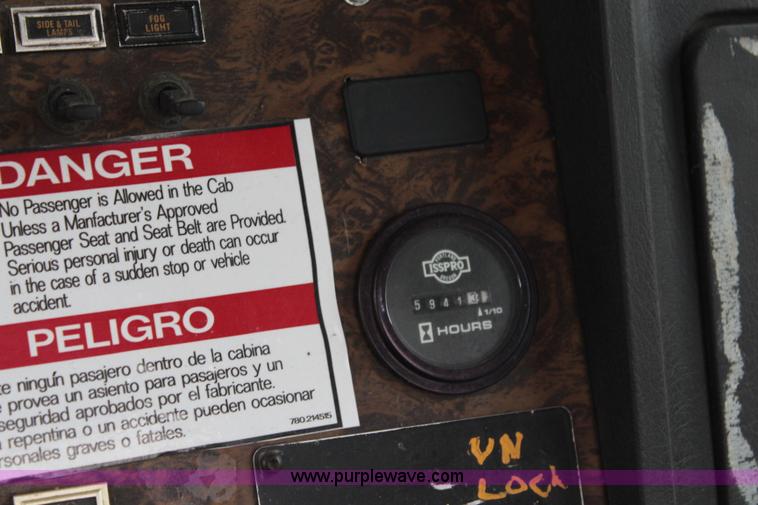 SIDE & TAIL
LAMPS
FOG
LIGHT
DANGER
No Passenger is Allowed in the Cab
Unless a Manfacturer's Approved
Passenger Seat and Seat Belt are Provided.
Serious personal injury or death can occur
in the case of a sudden stop or vehicle
accident.
PELIGRO
ningún pasajero dentro de la cabina
provea un asiento para pasajeros y un
seguridad aprobados por el fabricante.
repentina o un accidente pueden ocasionar
graves o fatales.
780.214515
PORTLAND
ISSPRO
OREGON
5941
1/10
HOURS
UN
LOCK
www.purplewave.com